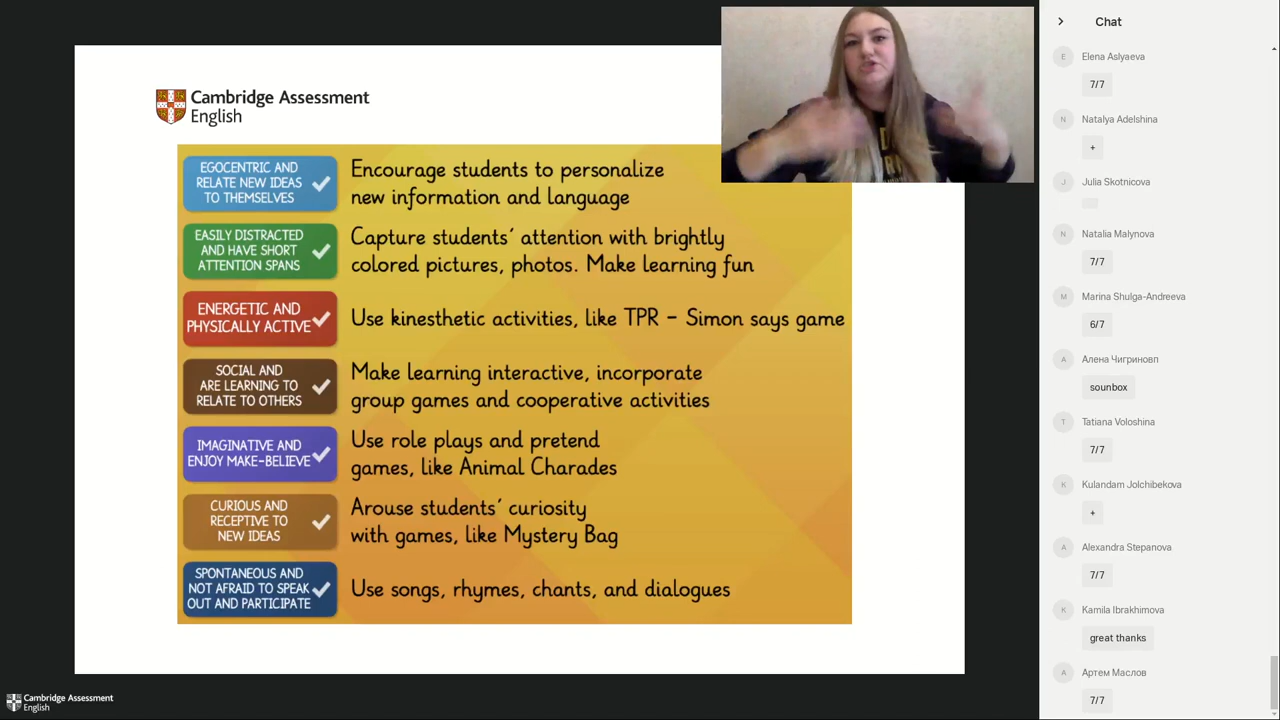 Cambridge Assessment
English
EGOCENTRIC AND
RELATE NEW IDEAS
TO THEMSELVES
Encourage students to personalize
new information and language
EASILY DISTRACTED
AND HAVE SHORT
ATTENTION SPANS
Capture students´ attention with brightly
colored pictures, photos. Make learning fun
ENERGETIC AND
PHYSICALLY ACTIVE
Use kinesthetic activities, like TPR - Simon says game
SOCIAL AND
ARE LEARNING TO
RELATE TO OTHERS
Make learning interactive, incorporate
group games and cooperative activities
IMAGINATIVE AND
ENJOY MAKE-BELIEVE
Use role plays and pretend
games, like Animal Charades
CURIOUS AND
RECEPTIVE TO
NEW IDEAS
Arouse students´ curiosity
with games, like Mystery Bag
SPONTANEOUS AND
NOT AFRAID TO SPEAK
OUT AND PARTICIPATE
Use songs, rhymes, chants, and dialogues
Cambridge Assessment
English
Chat
E
Elena Aslyaeva
7/7
N
Natalya Adelshina
+
J
Julia Skotnicova
N
Natalia Malynova
7/7
M
Marina Shulga-Andreeva
6/7
А
Алена Чигриновп
sounbox
T
Tatiana Voloshina
7/7
K
Kulandam Jolchibekova
+
A
Alexandra Stepanova
7/7
K
Kamila Ibrakhimova
great thanks
А
Артем Маслов
7/7